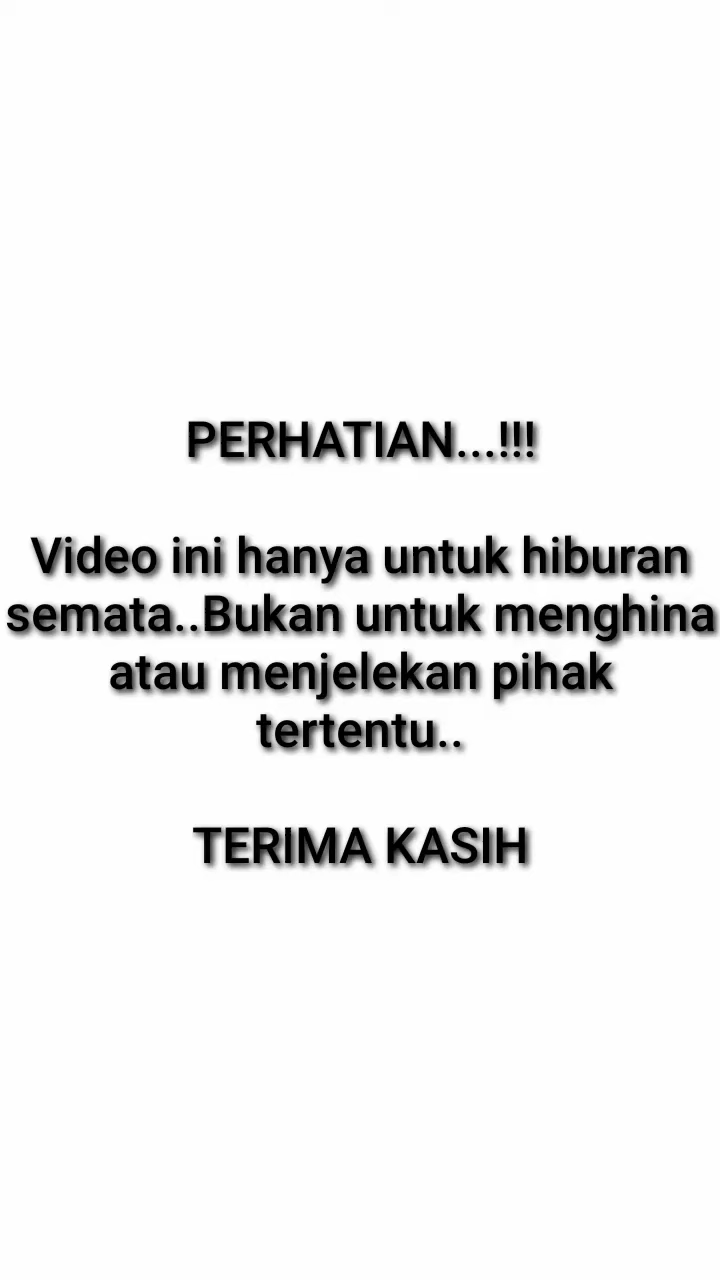 PERHATIAN...!!!
Video ini hanya untuk hiburan
semata..Bukan untuk menghina
atau menjelekan pihak
tertentu..
TERIMA KASIH